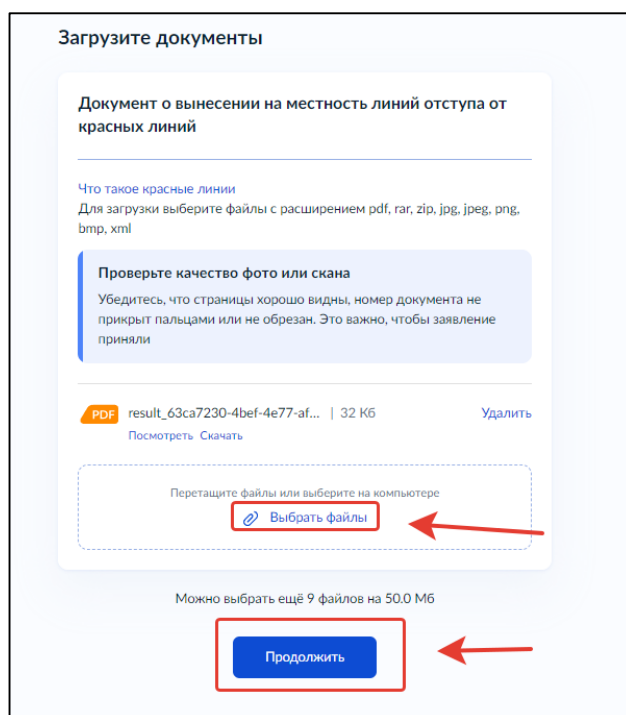 Загрузите документы
Документ о вынесении на местность линий отступа от
красных линий
Что такое красные линии
Для загрузки выберите файлы с расширением pdf, rar, zip, jpg, jpeg, png,
bmp, xml
Проверьте качество фото или скана
Убедитесь, что страницы хорошо видны, номер документа не
прикрыт пальцами или не обрезан. Это важно, чтобы заявление
приняли
PDF result_63ca7230-4bef-4e77-af... | 32 Кб Удалить
Посмотреть Скачать
Перетащите файлы или выберите на компьютере
Выбрать файлы
Можно выбрать ещё 9 файлов на 50.0 Мб
Продолжить